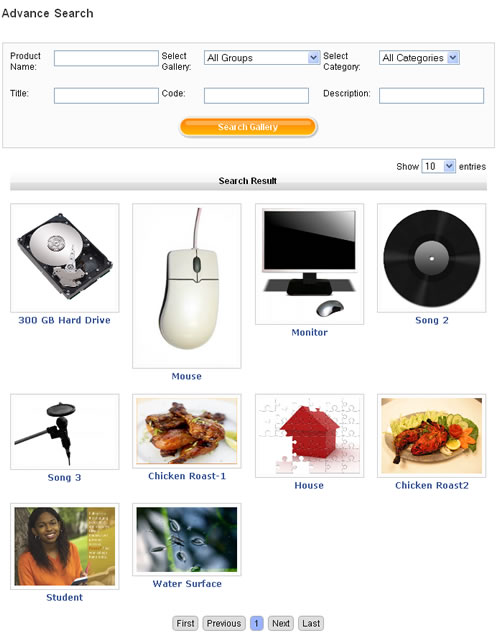 Advance Search
Product Name:
Select Gallery:
All Groups
Select Category:
All Categories
Title:
Code:
Description:
Search Gallery
Show 10 entries
Search Result
300 GB Hard Drive
Mouse
Monitor
Song 2
Song 3
Chicken Roast-1
House
Chicken Roast2
Student
Water Surface
First Previous 1 Next Last